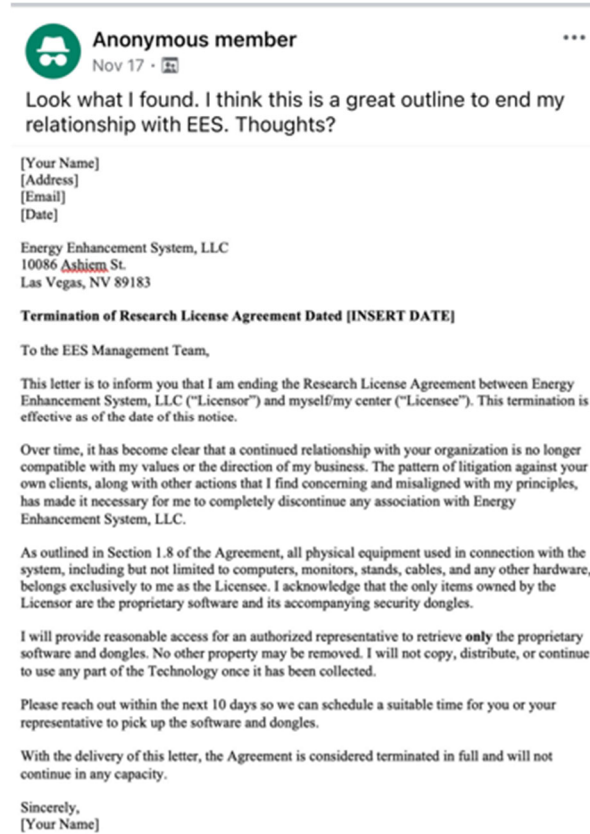 Anonymous member
Nov 17 ·
Look what I found. I think this is a great outline to end my
relationship with EES. Thoughts?
[Your Name]
[Address]
[Email]
[Date]
Energy Enhancement System, LLC
10086 Ashiem St.
Las Vegas, NV 89183
Termination of Research License Agreement Dated [INSERT DATE]
To the EES Management Team,
This letter is to inform you that I am ending the Research License Agreement between Energy
Enhancement System, LLC ("Licensor") and myself/my center ("Licensee"). This termination is
effective as of the date of this notice.
Over time, it has become clear that a continued relationship with your organization is no longer
compatible with my values or the direction of my business. The pattern of litigation against your
own clients, along with other actions that I find concerning and misaligned with my principles,
has made it necessary for me to completely discontinue any association with Energy
Enhancement System, LLC.
As outlined in Section 1.8 of the Agreement, all physical equipment used in connection with the
system, including but not limited to computers, monitors, stands, cables, and any other hardware,
belongs exclusively to me as the Licensee. I acknowledge that the only items owned by the
Licensor are the proprietary software and its accompanying security dongles.
I will provide reasonable access for an authorized representative to retrieve only the proprietary
software and dongles. No other property may be removed. I will not copy, distribute, or continue
to use any part of the Technology once it has been collected.
Please reach out within the next 10 days so we can schedule a suitable time for you or your
representative to pick up the software and dongles.
With the delivery of this letter, the Agreement is considered terminated in full and will not
continue in any capacity.
Sincerely,
[Your Name]